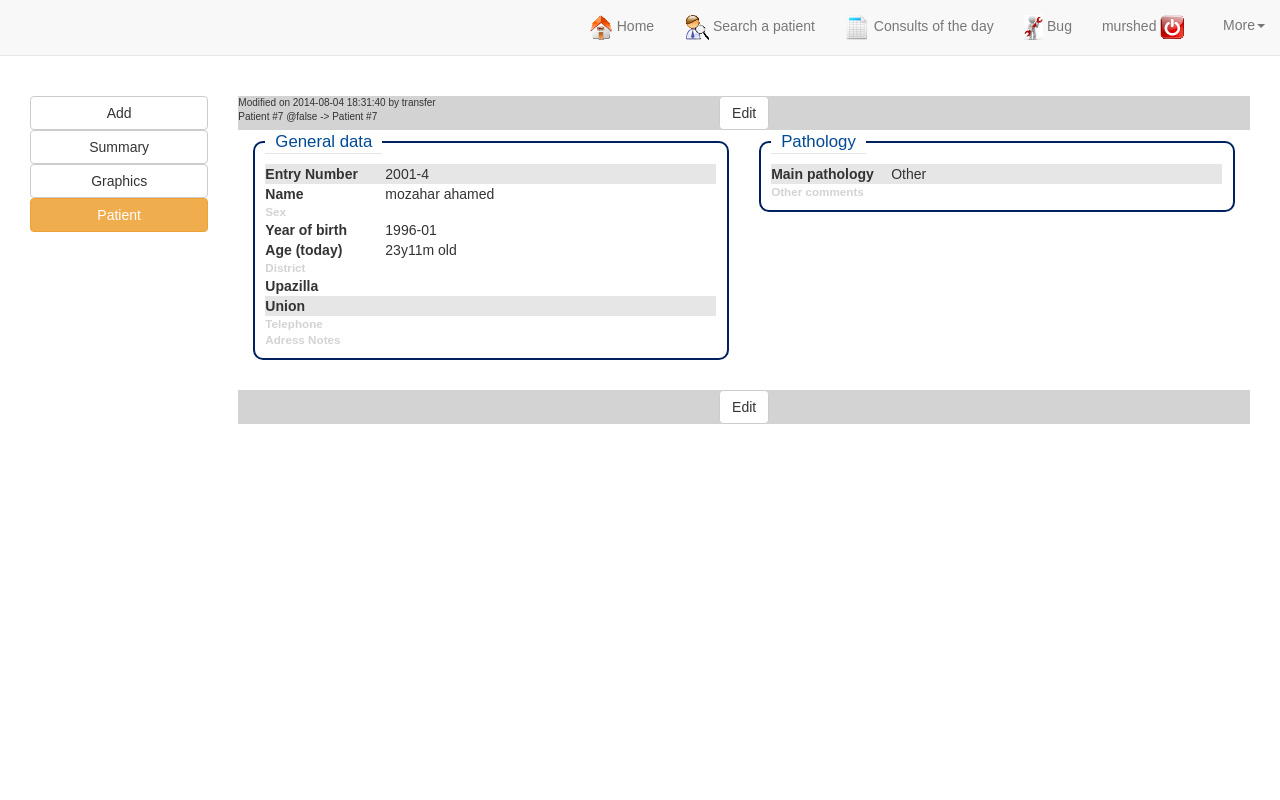 Home Search a patient Consults of the day Bug murshed More
Add
Summary
Graphics
Patient
Modified on 2014-08-04 18:31:40 by transfer
Patient #7 @false -> Patient #7
Edit
General data
Entry Number 2001-4
Name mozahar ahamed
Sex
Year of birth 1996-01
Age (today) 23y11m old
District
Upazilla
Union
Telephone
Adress Notes
Pathology
Main pathology Other
Other comments
Edit